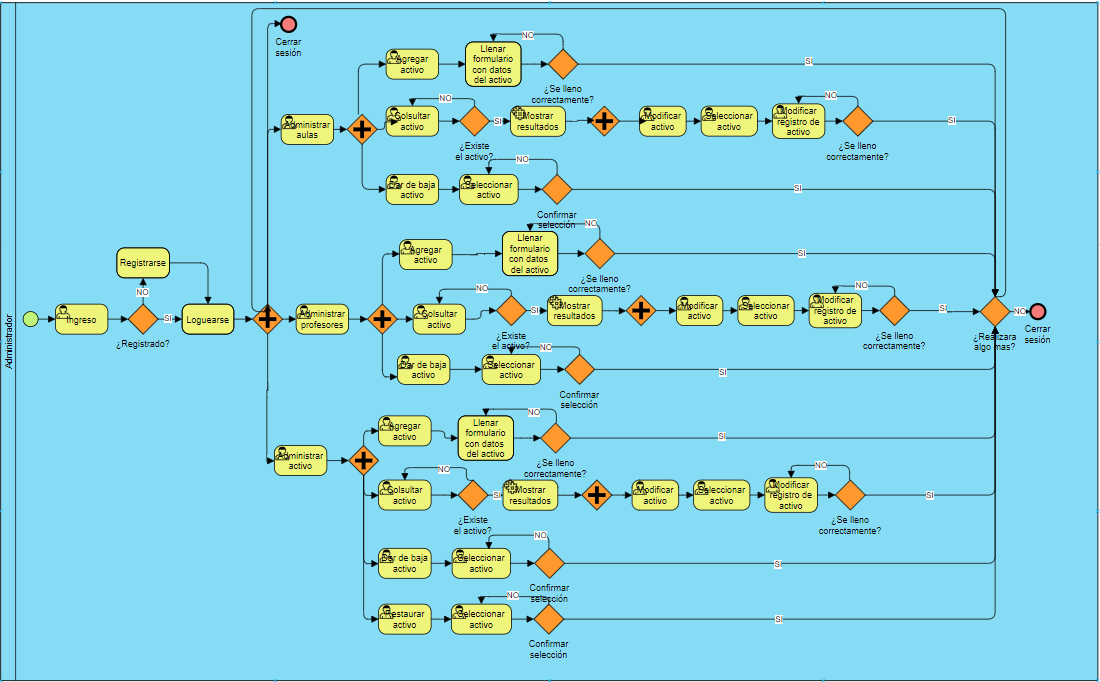 Administrador
Ingreso
¿Registrado?
NO
Registrarse
SI
Loguearse
Cerrar
sesión
Administrar
aulas
Agregar
activo
Llenar
formulario
con datos
del activo
NO
¿Se lleno
correctamente?
SI
Colsultar
activo
NO
¿Existe
el activo?
SI
Mostrar
resultados
Modificar
activo
Seleccionar
activo
Modificar
registro de
activo
NO
¿Se lleno
correctamente?
SI
Dar de baja
activo
Seleccionar
activo
NO
Confirmar
selección
SI
Administrar
profesores
Agregar
activo
Llenar
formulario
con datos
del activo
NO
¿Se lleno
correctamente?
SI
Colsultar
activo
NO
¿Existe
el activo?
SI
Mostrar
resultados
Modificar
activo
Seleccionar
activo
Modificar
registro de
activo
NO
¿Se lleno
correctamente?
SI
Dar de baja
activo
Seleccionar
activo
NO
Confirmar
selección
SI
¿Realizara
algo mas?
NO
Cerrar
sesión
Administrar
activo
Agregar
activo
Llenar
formulario
con datos
del activo
NO
¿Se lleno
correctamente?
SI
Colsultar
activo
NO
¿Existe
el activo?
SI
Mostrar
resultados
Modificar
activo
Seleccionar
activo
Modificar
registro de
activo
NO
¿Se lleno
correctamente?
SI
Dar de baja
activo
Seleccionar
activo
NO
Confirmar
selección
SI
Restaurar
activo
Seleccionar
activo
NO
Confirmar
selección
SI